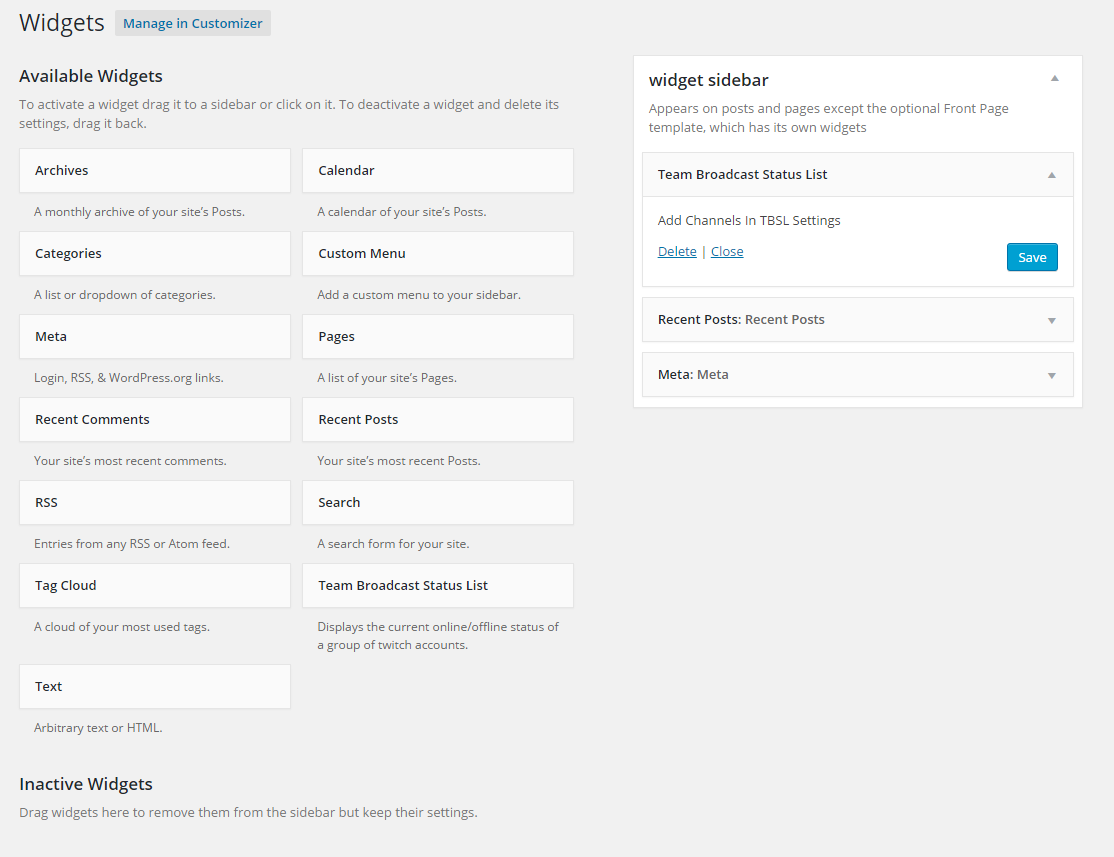 Widgets
Manage in Customizer
Available Widgets
To activate a widget drag it to a sidebar or click on it. To deactivate a widget and delete its
settings, drag it back.
Archives
A monthly archive of your site’s Posts.
Calendar
A calendar of your site’s Posts.
Categories
A list or dropdown of categories.
Custom Menu
Add a custom menu to your sidebar.
Meta
Login, RSS, & WordPress.org links.
Pages
A list of your site’s Pages.
Recent Comments
Your site’s most recent comments.
Recent Posts
Your site’s most recent Posts.
RSS
Entries from any RSS or Atom feed.
Search
A search form for your site.
Tag Cloud
A cloud of your most used tags.
Team Broadcast Status List
Displays the current online/offline status of
a group of twitch accounts.
Text
Arbitrary text or HTML.
Inactive Widgets
Drag widgets here to remove them from the sidebar but keep their settings.
widget sidebar
Appears on posts and pages except the optional Front Page
template, which has its own widgets
Team Broadcast Status List
Add Channels In TBSL Settings
Delete | Close
Save
Recent Posts: Recent Posts
Meta: Meta